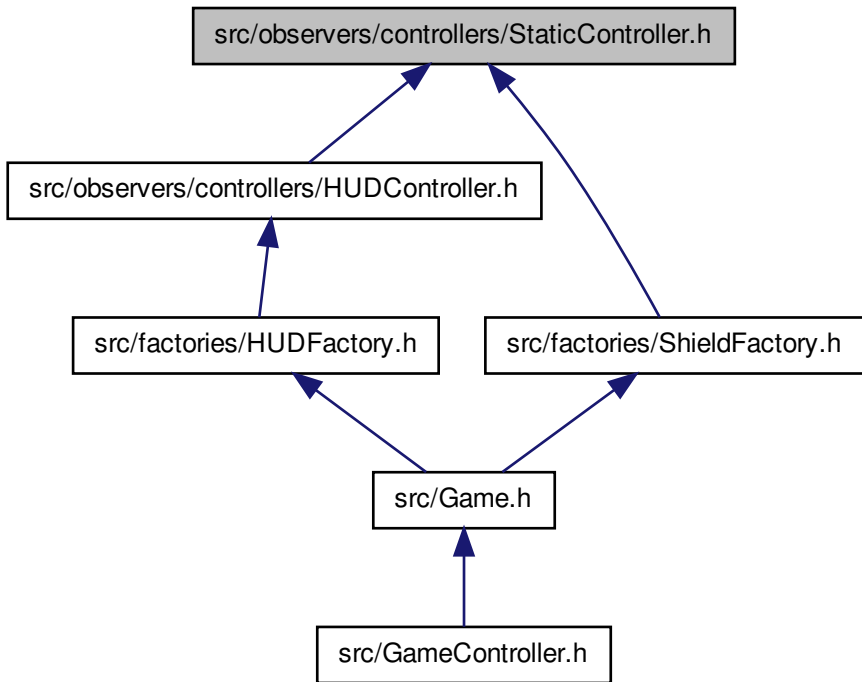 src/observers/controllers/StaticController.h
src/observers/controllers/HUDController.h
src/factories/HUDFactory.h
src/factories/ShieldFactory.h
src/Game.h
src/GameController.h